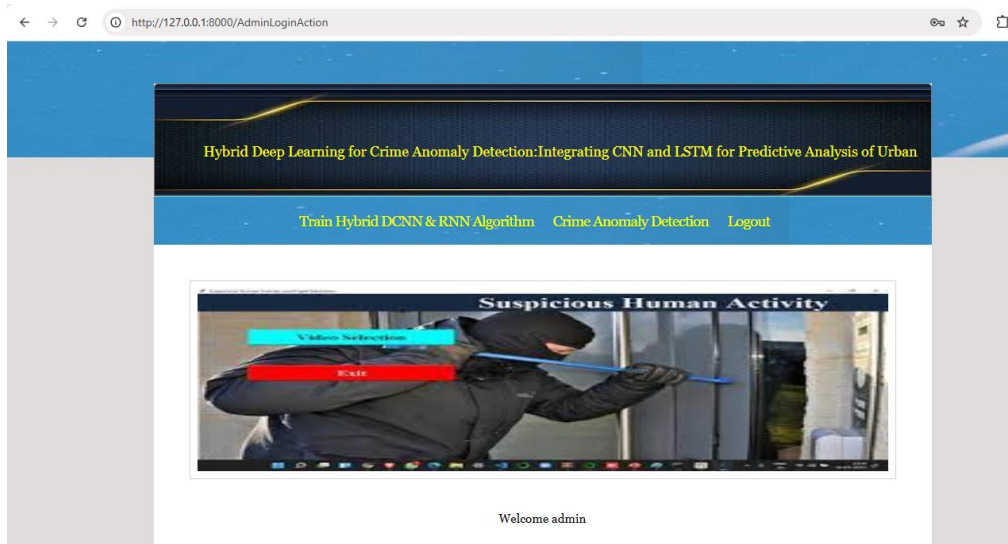 http://127.0.0.1:8000/AdminLoginAction
Hybrid Deep Learning for Crime Anomaly Detection:Integrating CNN and LSTM for Predictive Analysis of Urban
Train Hybrid DCNN & RNN Algorithm Crime Anomaly Detection Logout
Suspicious Human Activity
Video Selection
Exit
Welcome admin